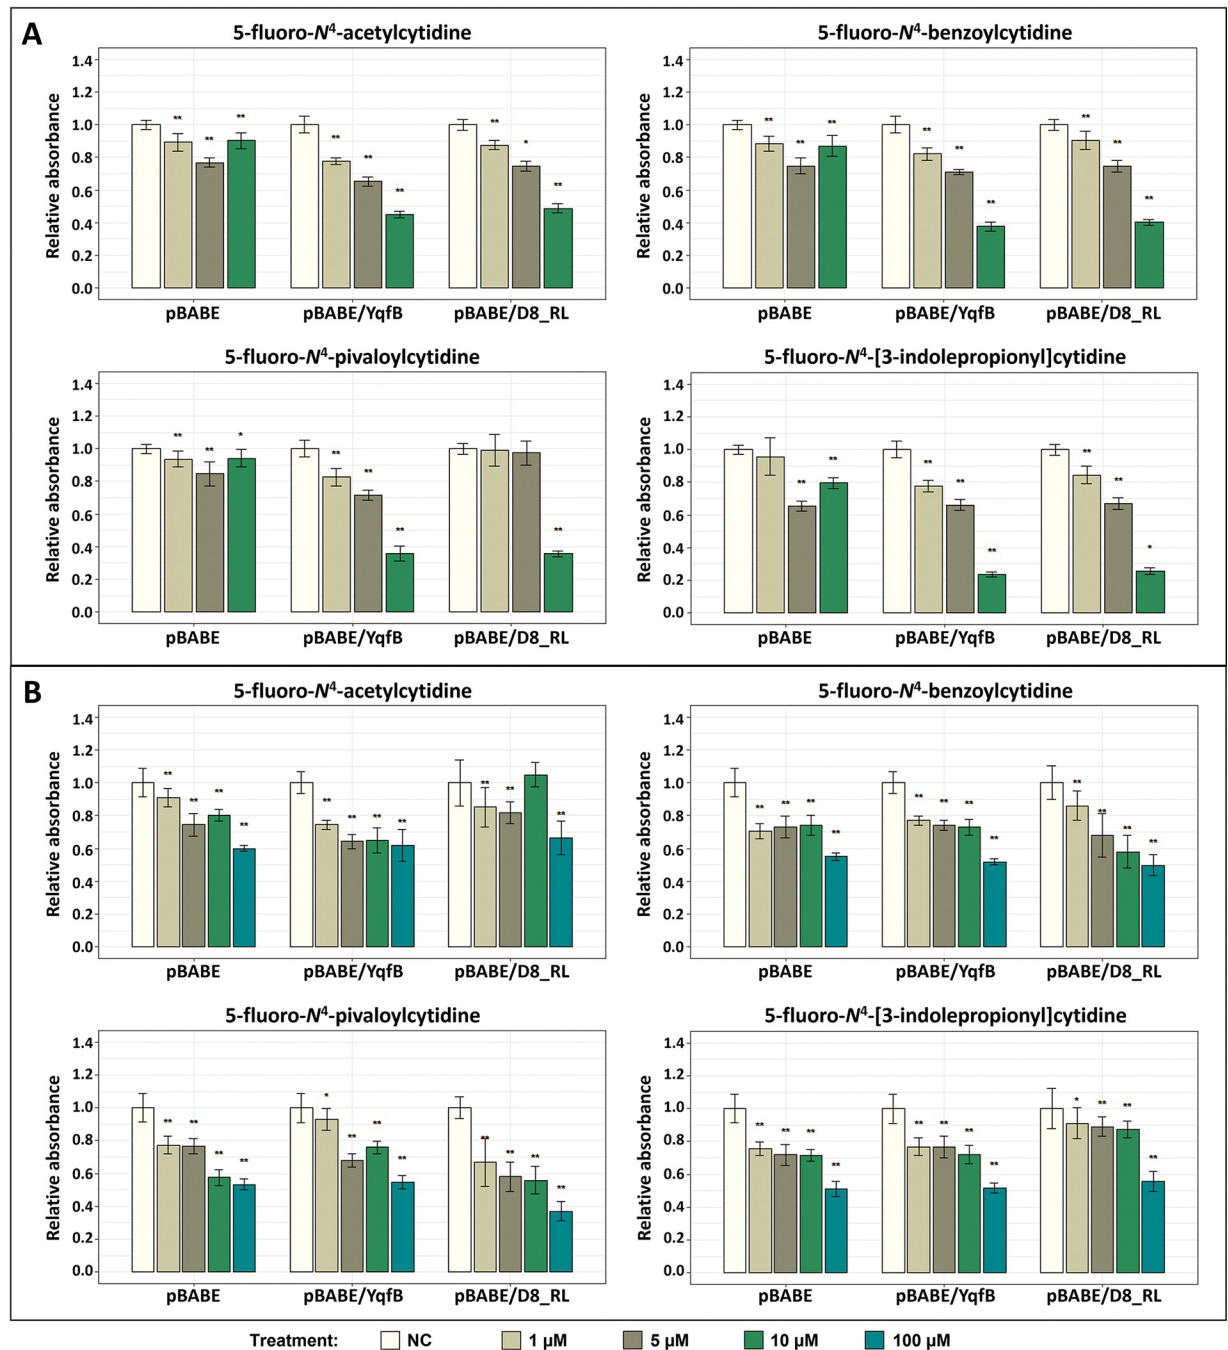 A
5-fluoro-N⁴-acetylcytidine
Relative absorbance
1.4
1.2
1.0
0.8
0.6
0.4
0.2
0.0
** ** ** ** ** ** ** * **
pBABE pBABE/YqfB pBABE/D8_RL
5-fluoro-N⁴-benzoylcytidine
Relative absorbance
1.4
1.2
1.0
0.8
0.6
0.4
0.2
0.0
** ** ** ** ** ** ** ** **
pBABE pBABE/YqfB pBABE/D8_RL
5-fluoro-N⁴-pivaloylcytidine
Relative absorbance
1.4
1.2
1.0
0.8
0.6
0.4
0.2
0.0
** ** * ** ** ** **
pBABE pBABE/YqfB pBABE/D8_RL
5-fluoro-N⁴-[3-indolepropionyl]cytidine
Relative absorbance
1.4
1.2
1.0
0.8
0.6
0.4
0.2
0.0
** ** ** ** ** ** ** *
pBABE pBABE/YqfB pBABE/D8_RL
B
5-fluoro-N⁴-acetylcytidine
Relative absorbance
1.4
1.2
1.0
0.8
0.6
0.4
0.2
0.0
** ** ** ** ** ** ** ** ** ** **
pBABE pBABE/YqfB pBABE/D8_RL
5-fluoro-N⁴-benzoylcytidine
Relative absorbance
1.4
1.2
1.0
0.8
0.6
0.4
0.2
0.0
** ** ** ** ** ** ** ** ** ** ** **
pBABE pBABE/YqfB pBABE/D8_RL
5-fluoro-N⁴-pivaloylcytidine
Relative absorbance
1.4
1.2
1.0
0.8
0.6
0.4
0.2
0.0
** ** ** ** * ** ** ** ** ** ** **
pBABE pBABE/YqfB pBABE/D8_RL
5-fluoro-N⁴-[3-indolepropionyl]cytidine
Relative absorbance
1.4
1.2
1.0
0.8
0.6
0.4
0.2
0.0
** ** ** ** ** ** ** ** * ** ** **
pBABE pBABE/YqfB pBABE/D8_RL
Treatment: NC 1 μM 5 μM 10 μM 100 μM